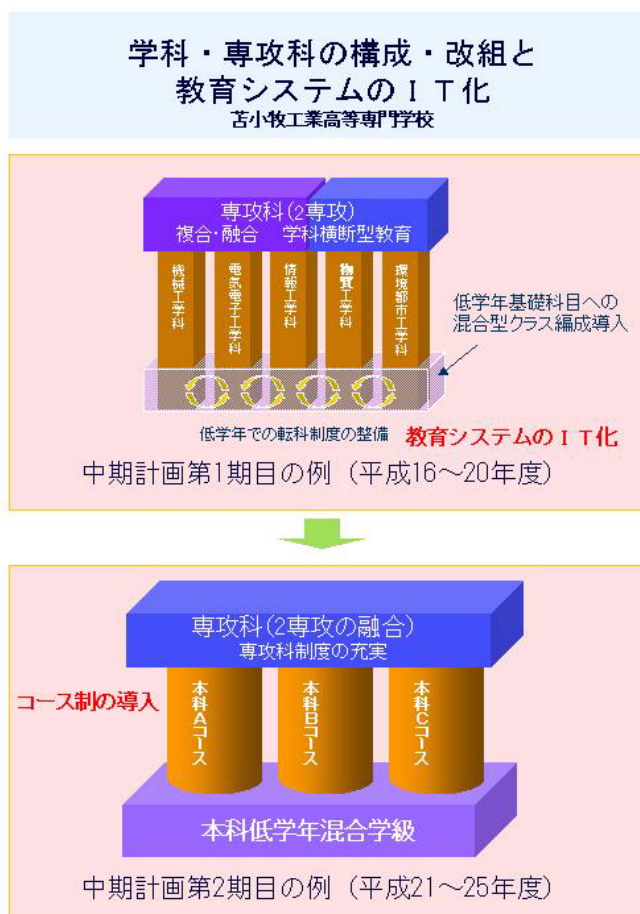 学科・専攻科の構成・改組と
教育システムのＩＴ化
苫小牧工業高等専門学校
専攻科(2専攻)
複合・融合　学科横断型教育
機械工学科
電気電子工学科
情報工学科
物質工学科
環境都市工学科
低学年基礎科目への
混合型クラス編成導入
低学年での転科制度の整備
教育システムのＩＴ化
中期計画第1期目の例（平成16～20年度）
専攻科(2専攻の融合)
専攻科制度の充実
コース制の導入
本科Aコース
本科Bコース
本科Cコース
本科低学年混合学級
中期計画第2期目の例（平成21～25年度）